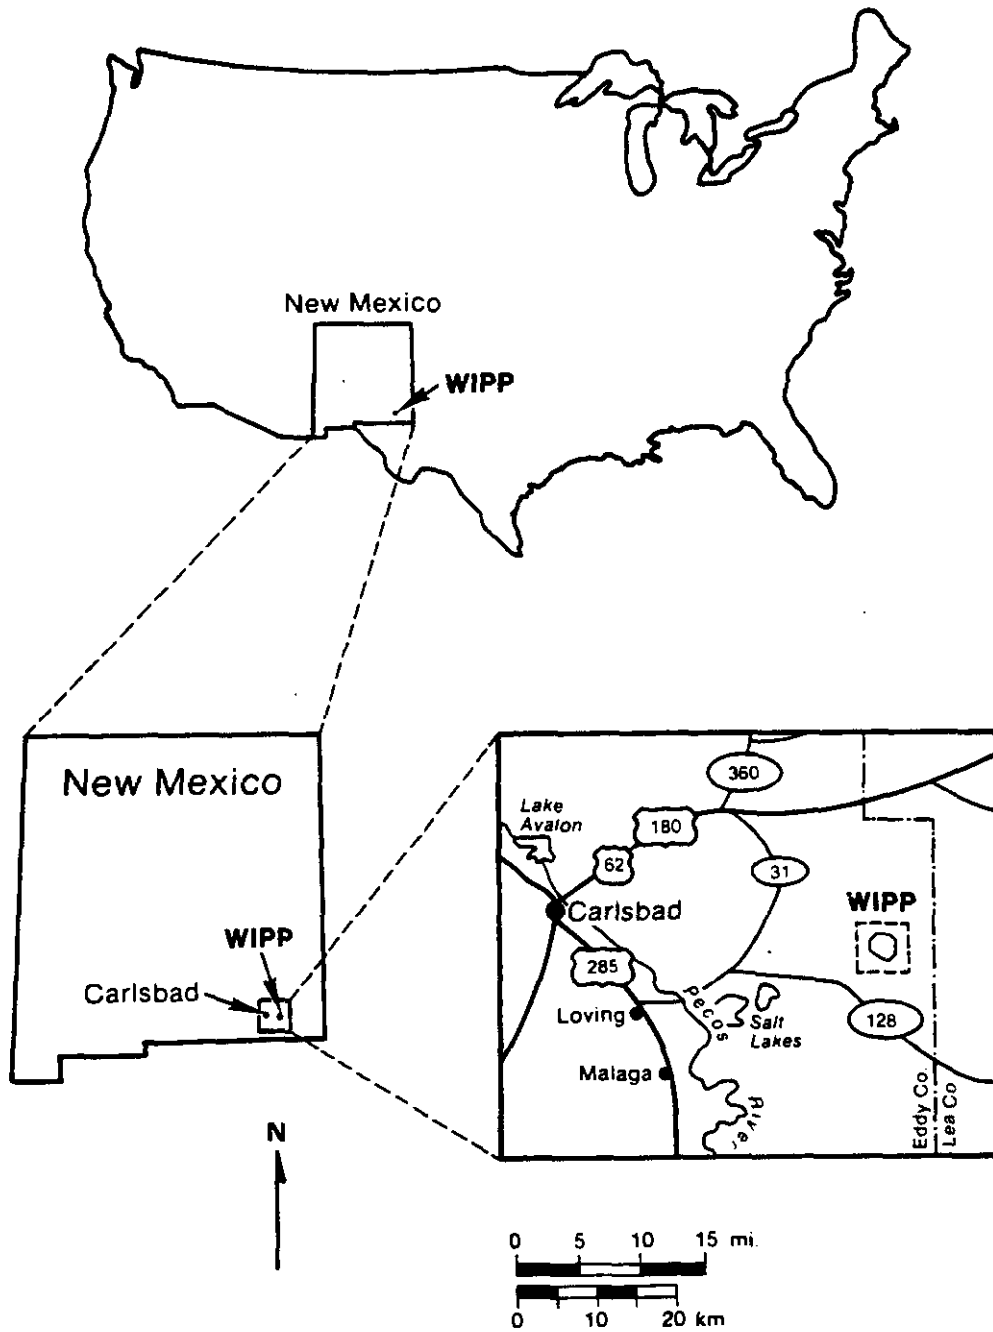 New Mexico
WIPP
New Mexico
WIPP
Carlsbad
N
360
Lake
Avalon
180
62
31
WIPP
Carlsbad
285
Pecos
Loving
Salt
Lakes
128
Malaga
River
Eddy Co.
Lea Co
0 5 10 15 mi.
0 10 20 km